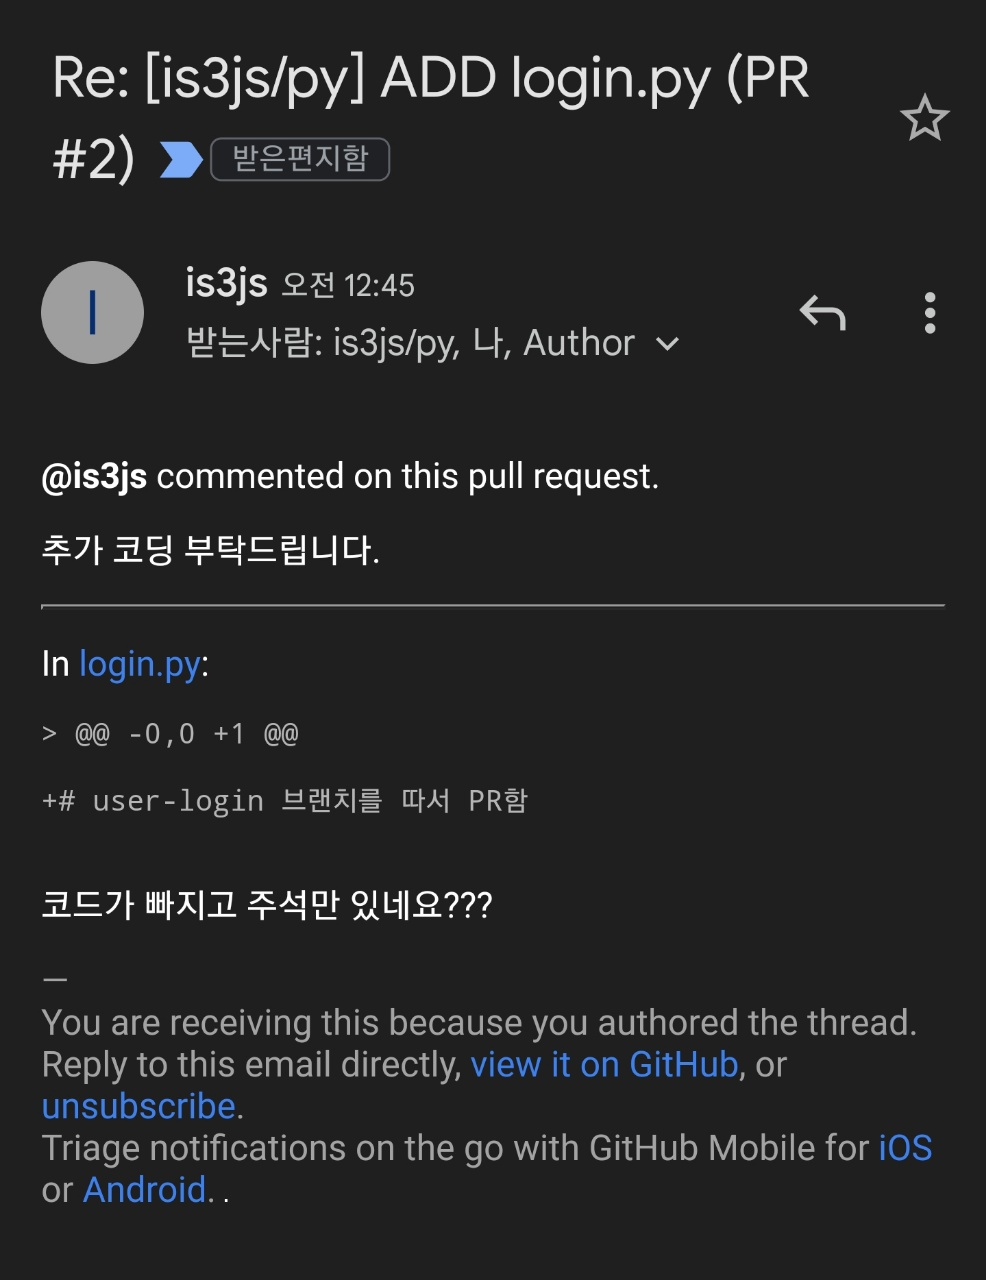 Re: [is3js/py] ADD login.py (PR
#2) 받은편지함
I
is3js 오전 12:45
받는사람: is3js/py, 나, Author
@is3js commented on this pull request.
추가 코딩 부탁드립니다.
In login.py:
> @@ -0,0 +1 @@
+# user-login 브랜치를 따서 PR함
코드가 빠지고 주석만 있네요???
—
You are receiving this because you authored the thread.
Reply to this email directly, view it on GitHub, or
unsubscribe.
Triage notifications on the go with GitHub Mobile for iOS
or Android. .